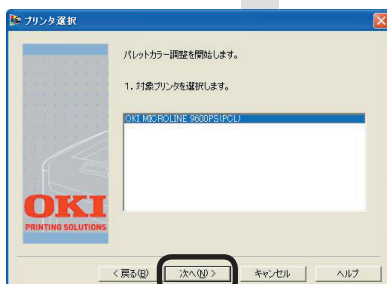 プリンタ選択
パレットカラー調整を開始します。
1. 対象プリンタを選択します。
OKI MICROLINE 9600PS(PCL)
OKI
PRINTING SOLUTIONS
< 戻る(B)
次へ(N) >
キャンセル
ヘルプ